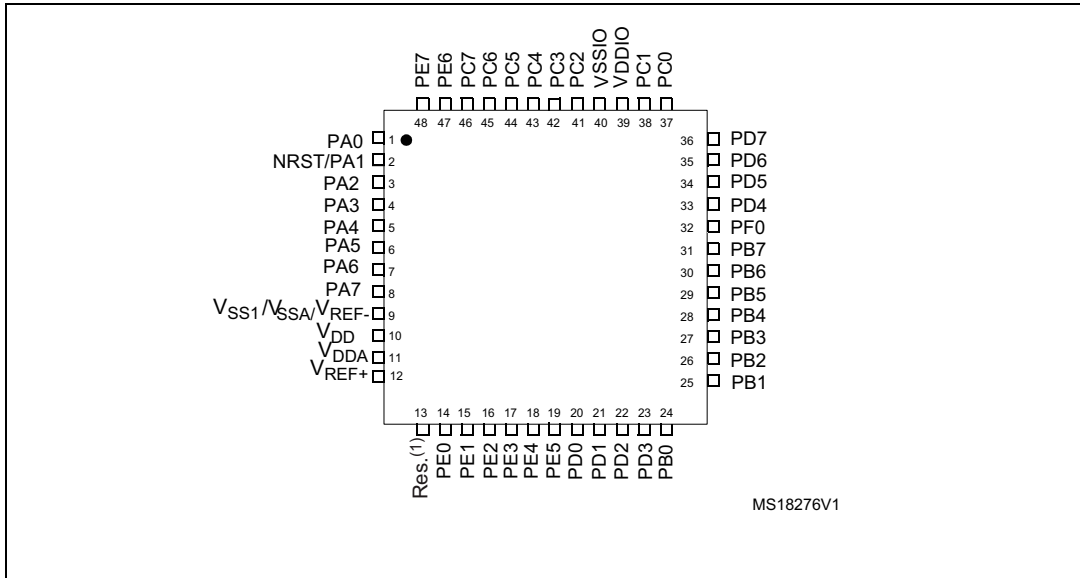 PE7
PE6
PC7
PC6
PC5
PC4
PC3
PC2
VSSIO
VDDIO
PC1
PC0
48
47
46
45
44
43
42
41
40
39
38
37
PA0 1
NRST/PA1 2
PA2 3
PA3 4
PA4 5
PA5 6
PA6 7
PA7 8
VSS1/VSSA/VREF- 9
VDD 10
VDDA 11
VREF+ 12
36 PD7
35 PD6
34 PD5
33 PD4
32 PF0
31 PB7
30 PB6
29 PB5
28 PB4
27 PB3
26 PB2
25 PB1
13
14
15
16
17
18
19
20
21
22
23
24
Res.(1)
PE0
PE1
PE2
PE3
PE4
PE5
PD0
PD1
PD2
PD3
PB0
MS18276V1